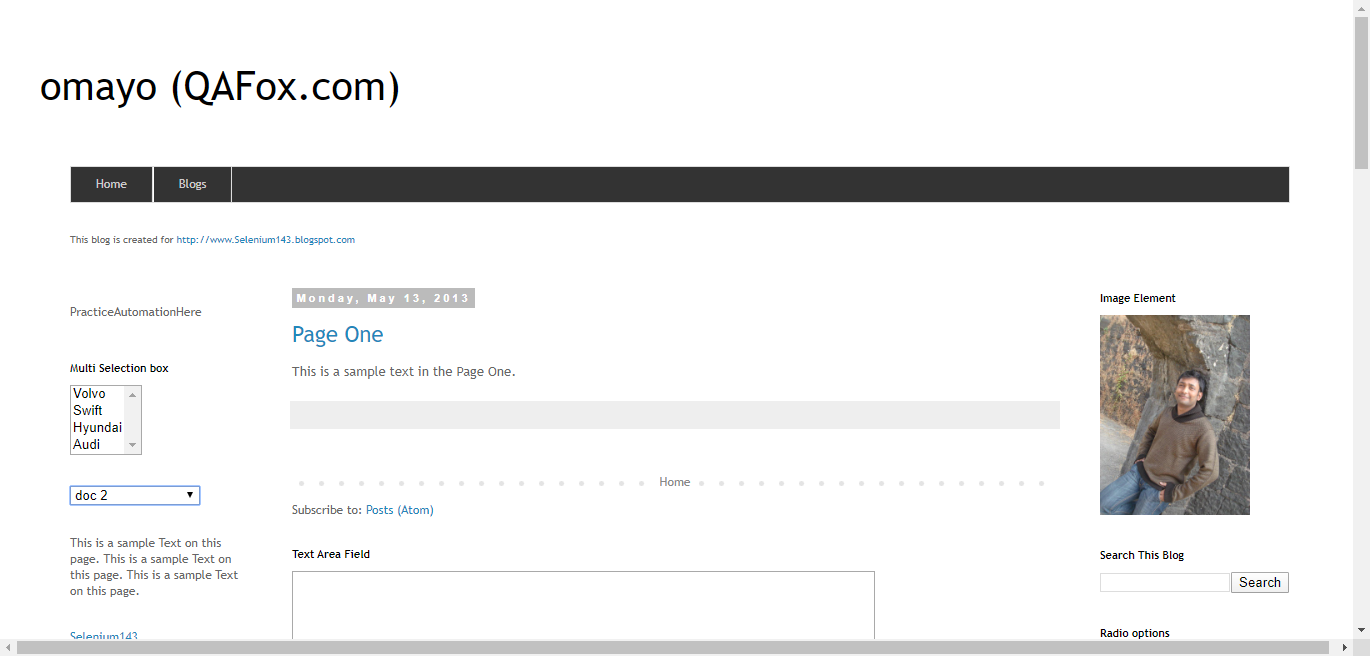 omayo (QAFox.com)
Home
Blogs
This blog is created for http://www.Selenium143.blogspot.com
PracticeAutomationHere
Multi Selection box
Volvo
Swift
Hyundai
Audi
doc 2
This is a sample Text on this
page. This is a sample Text on
this page. This is a sample Text
on this page.
Selenium143
Monday, May 13, 2013
Page One
This is a sample text in the Page One.
Home
Subscribe to: Posts (Atom)
Text Area Field
Image Element
Search This Blog
Search
Radio options